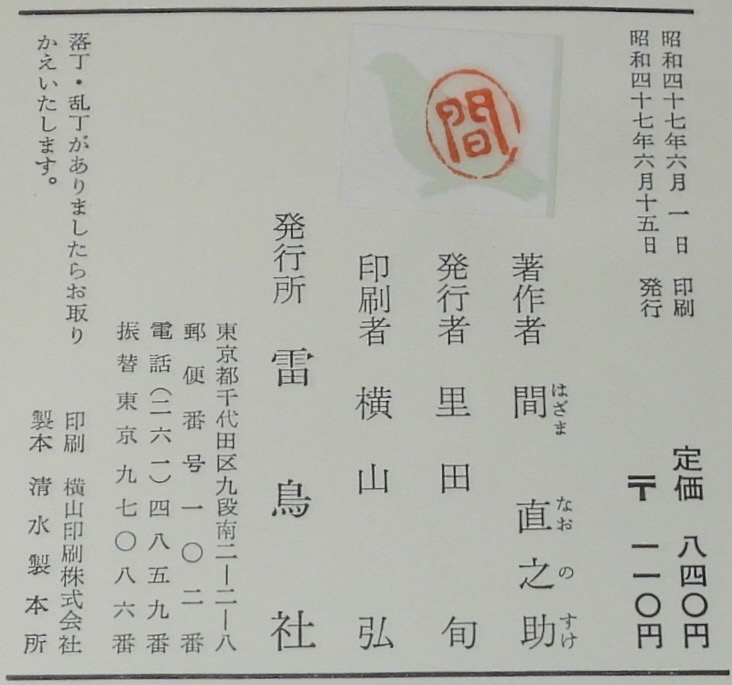 昭和四十七年六月 一 日 印刷
昭和四十七年六月十五日 発行
定価 八四〇円
〒 一一〇円
間
著作者 間 直之助
はざま なお の すけ
発行者 里田 旬
印刷者 横山 弘
発行所 雷鳥社
東京都千代田区九段南二―二―八
郵便番号一〇二番
電話(二六一)四八五九番
振替東京九七〇八六番
印刷 横山印刷株式会社
製本 清水製本所
落丁・乱丁がありましたらお取り
かえいたします。